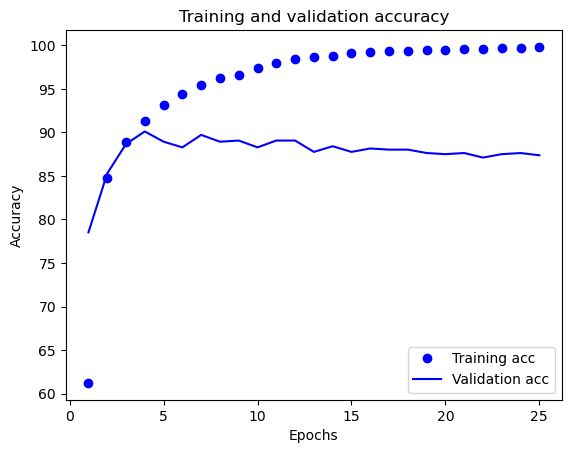 Training and validation accuracy
Accuracy
100
95
90
85
80
75
70
65
60
Training acc
Validation acc
0 5 10 15 20 25
Epochs